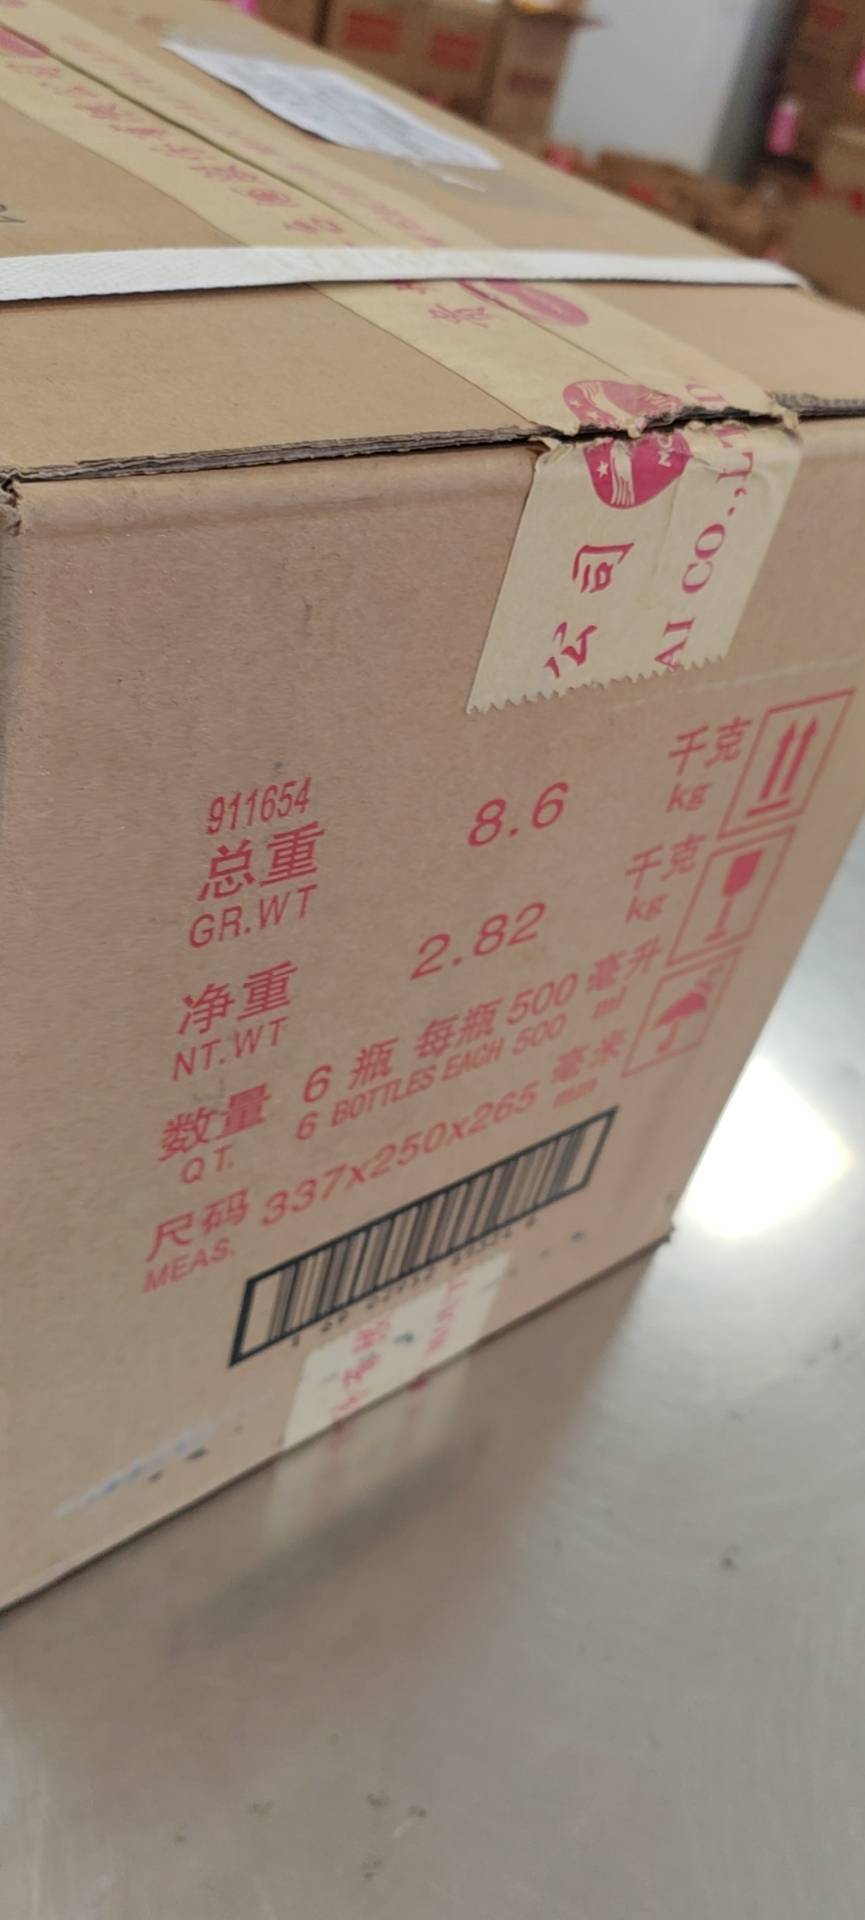 公司
AI CO.,LTD
911654
总重 8.6 千克
GR.WT kg
净重 2.82 千克
NT.WT kg
数量 6 瓶 每瓶 500 毫升
QT. 6 BOTTLES EACH 500 ml
尺码 337x250x265 毫米
MEAS. mm